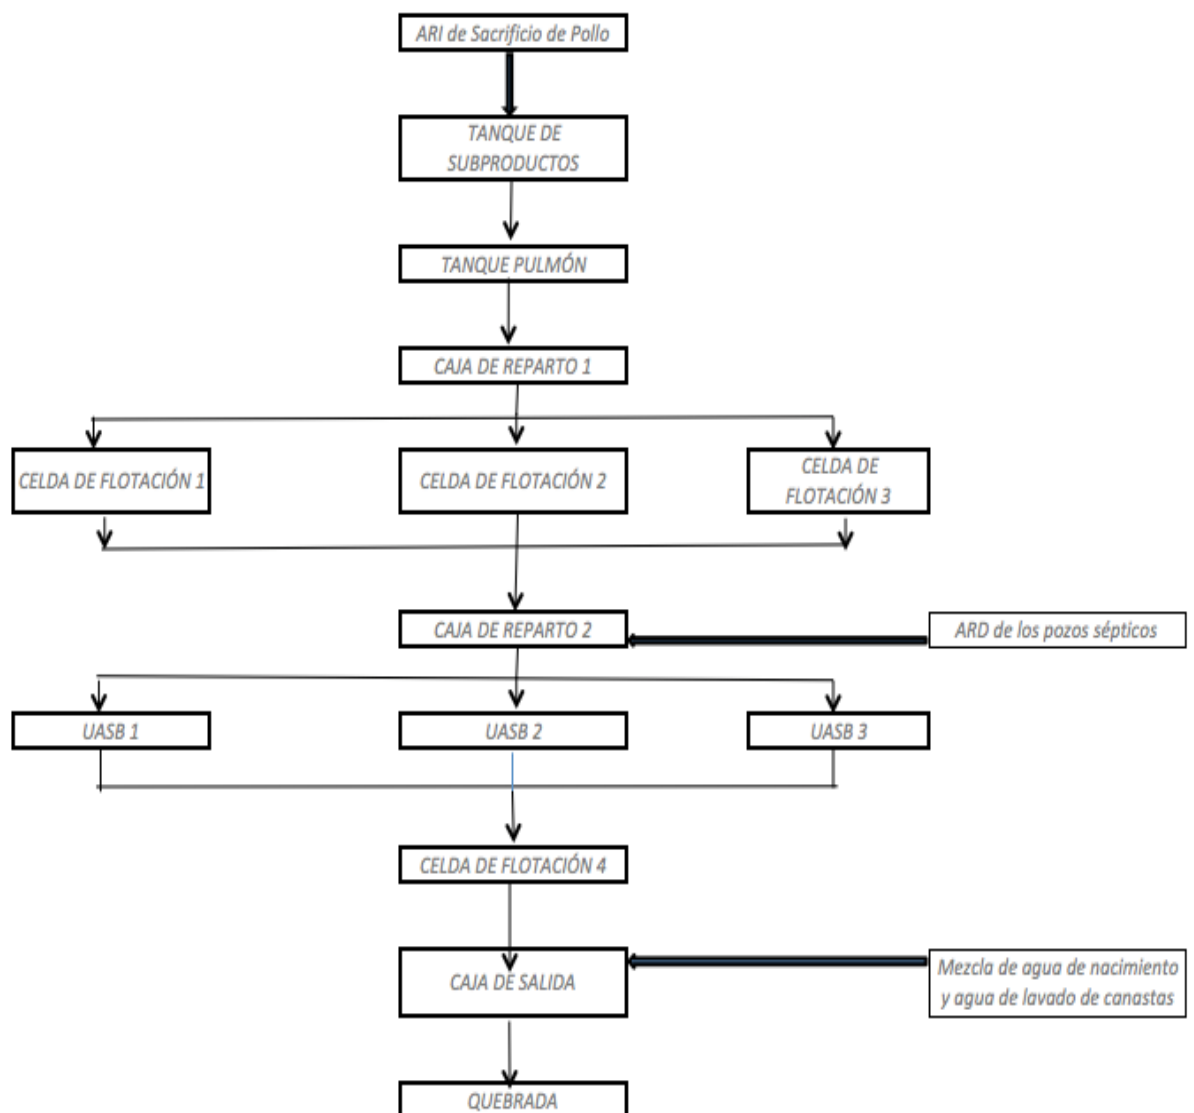 ARI de Sacrificio de Pollo
TANQUE DE
SUBPRODUCTOS
TANQUE PULMÓN
CAJA DE REPARTO 1
CELDA DE FLOTACIÓN 1
CELDA DE FLOTACIÓN 2
CELDA DE
FLOTACIÓN 3
CAJA DE REPARTO 2
ARD de los pozos sépticos
UASB 1
UASB 2
UASB 3
CELDA DE FLOTACIÓN 4
CAJA DE SALIDA
Mezcla de agua de nacimiento
y agua de lavado de canastas
QUEBRADA